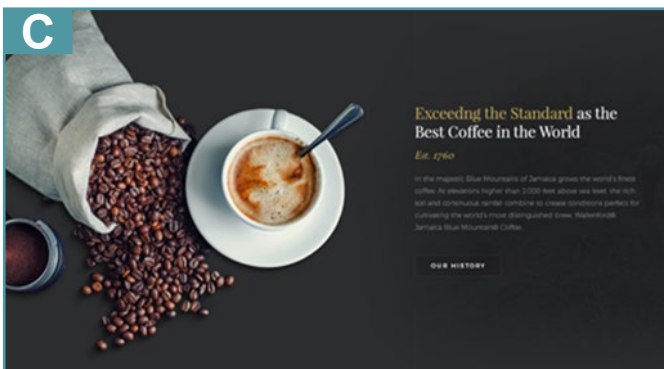 C
Exceedng the Standard as the
Best Coffee in the World
Est. 1760
In the majestic Blue Mountains of Jamaica grows the world's finest
coffee. At elevations higher than 2,000 feet above sea level, the rich
soil and continuous rainfall combine to create conditions perfect for
cultivating the world's most distinguished brew, Wallenford®
Jamaica Blue Mountain® Coffee.
OUR HISTORY